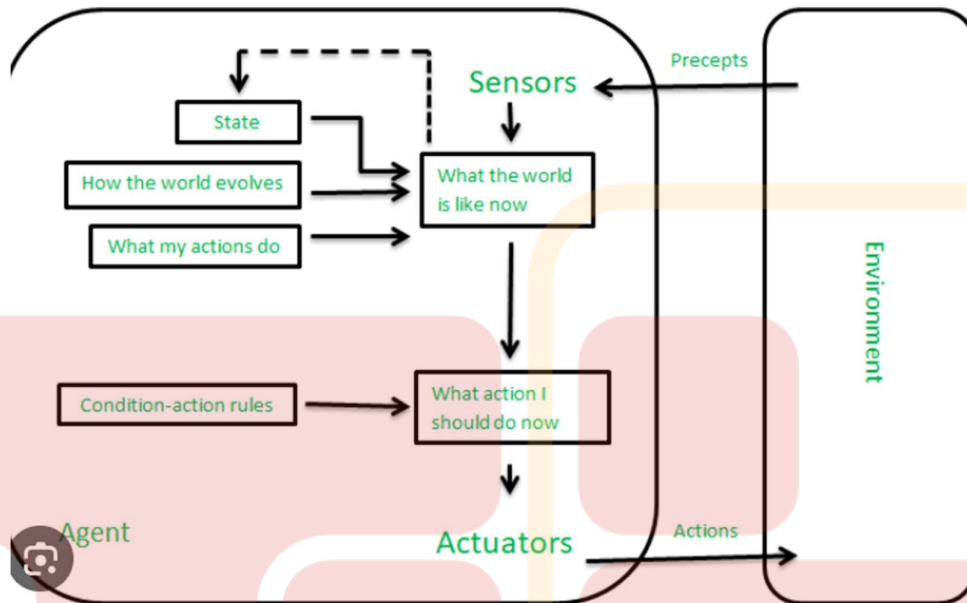 Precepts
Sensors
State
What the world
is like now
How the world evolves
What my actions do
Environment
Condition-action rules
What action I
should do now
Agent
Actuators
Actions